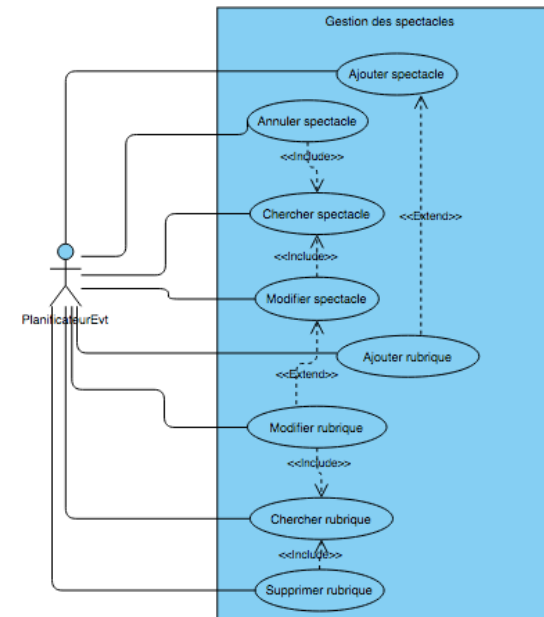 Gestion des spectacles
Ajouter spectacle
Annuler spectacle
<<Include>>
Chercher spectacle
<<Extend>>
<<Include>>
Modifier spectacle
PlanificateurEvt
Ajouter rubrique
<<Extend>>
Modifier rubrique
<<Include>>
Chercher rubrique
<<Include>>
Supprimer rubrique